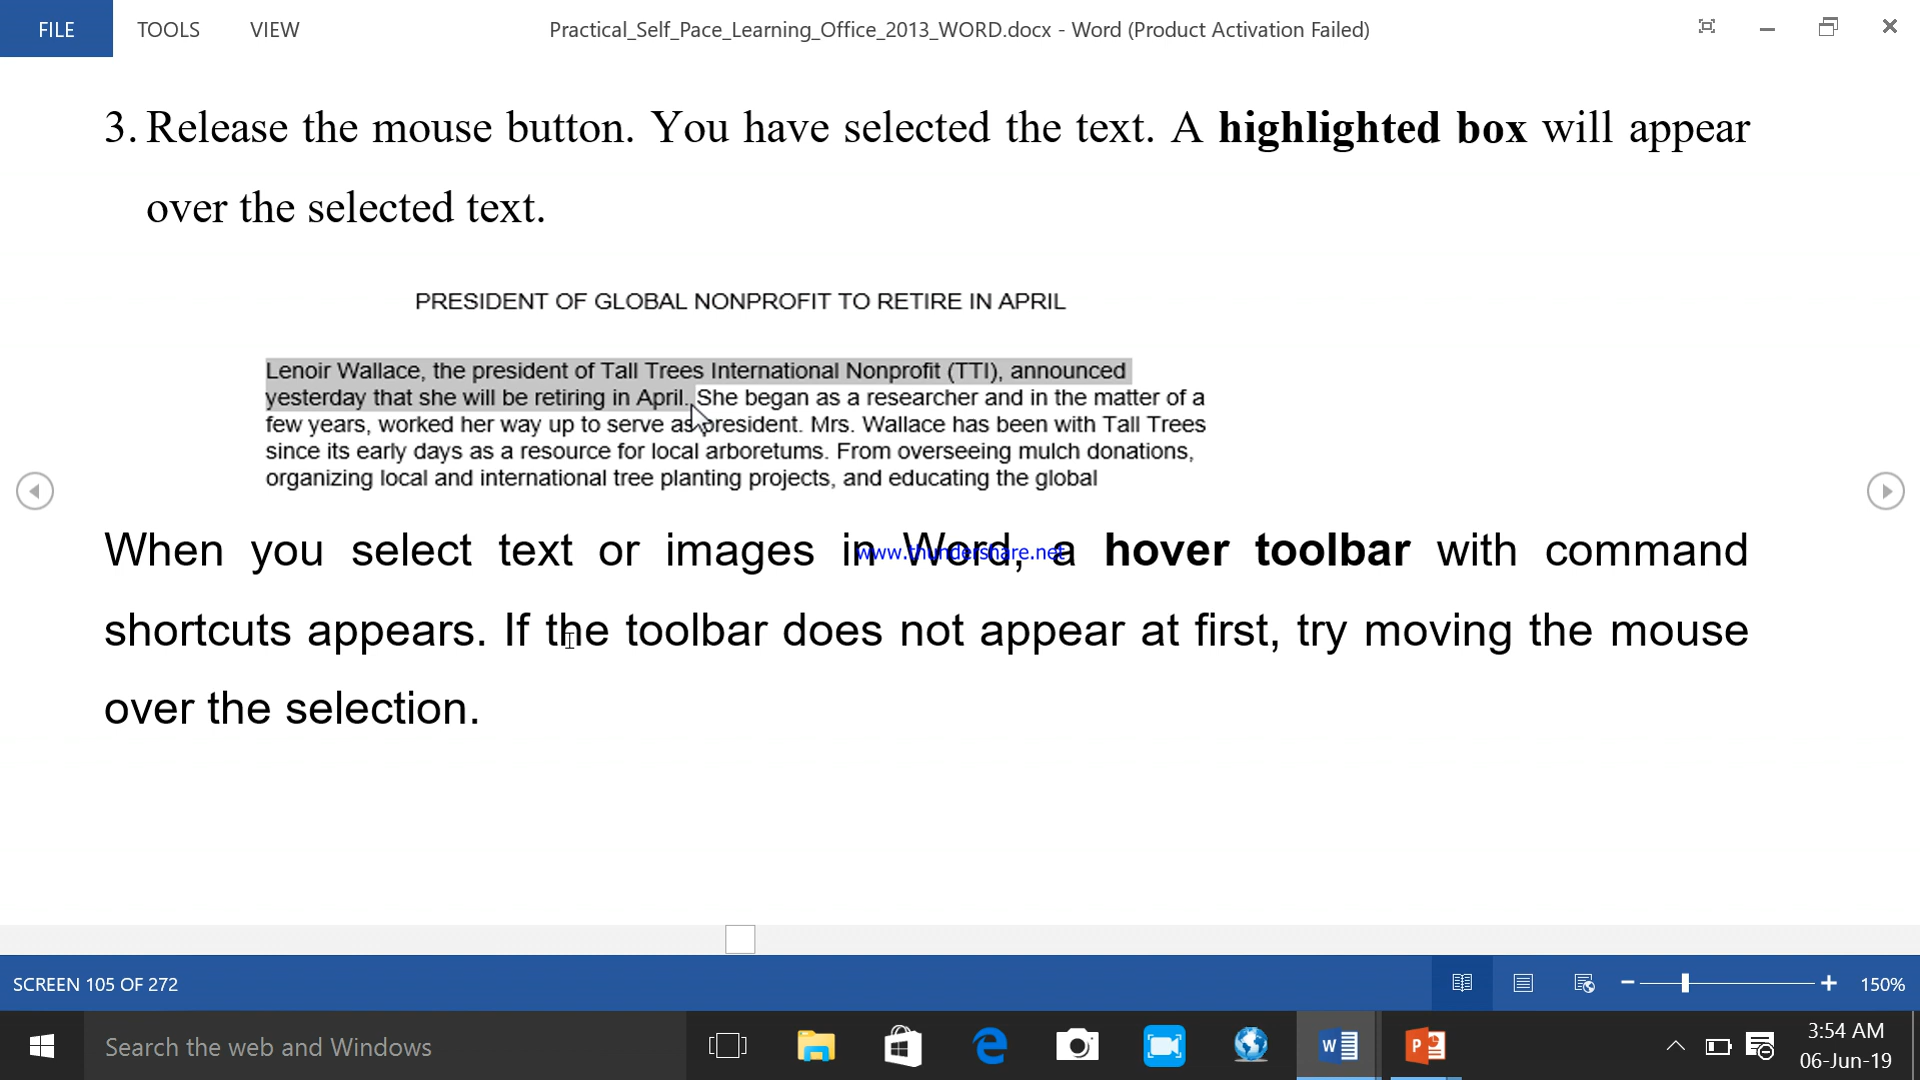 FILE TOOLS VIEW Practical_Self_Pace_Learning_Office_2013_WORD.docx - Word (Product Activation Failed)
3. Release the mouse button. You have selected the text. A highlighted box will appear
over the selected text.
PRESIDENT OF GLOBAL NONPROFIT TO RETIRE IN APRIL
Lenoir Wallace, the president of Tall Trees International Nonprofit (TTI), announced
yesterday that she will be retiring in April. She began as a researcher and in the matter of a
few years, worked her way up to serve as president. Mrs. Wallace has been with Tall Trees
since its early days as a resource for local arboretums. From overseeing mulch donations,
organizing local and international tree planting projects, and educating the global
When you select text or images in Word, a hover toolbar with command
www.thundershare.net
shortcuts appears. If the toolbar does not appear at first, try moving the mouse
over the selection.
SCREEN 105 OF 272 150%
Search the web and Windows
3:54 AM
06-Jun-19